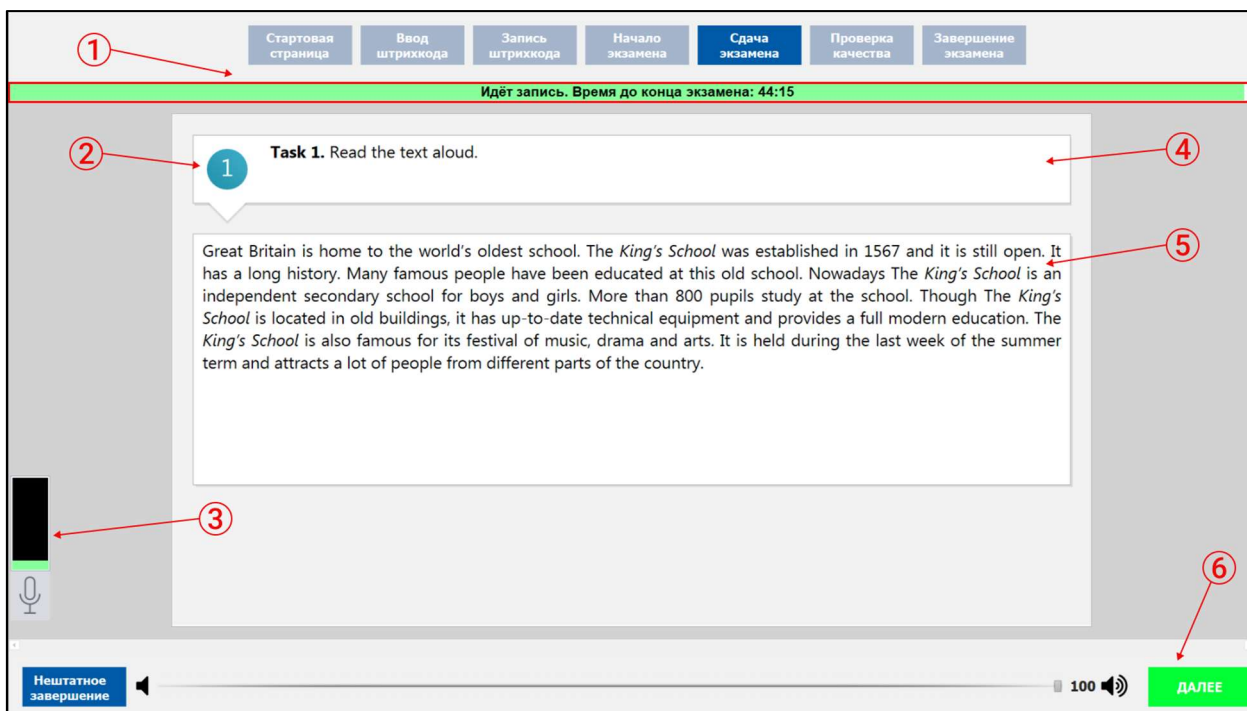 Стартовая страница
Ввод штрихкода
Запись штрихкода
Начало экзамена
Сдача экзамена
Проверка качества
Завершение экзамена
1
Идёт запись. Время до конца экзамена: 44:15
2
1
Task 1. Read the text aloud.
4
Great Britain is home to the world's oldest school. The King's School was established in 1567 and it is still open. It
has a long history. Many famous people have been educated at this old school. Nowadays The King's School is an
independent secondary school for boys and girls. More than 800 pupils study at the school. Though The King's
School is located in old buildings, it has up-to-date technical equipment and provides a full modern education. The
King's School is also famous for its festival of music, drama and arts. It is held during the last week of the summer
term and attracts a lot of people from different parts of the country.
5
3
6
Нештатное
завершение
100
ДАЛЕЕ